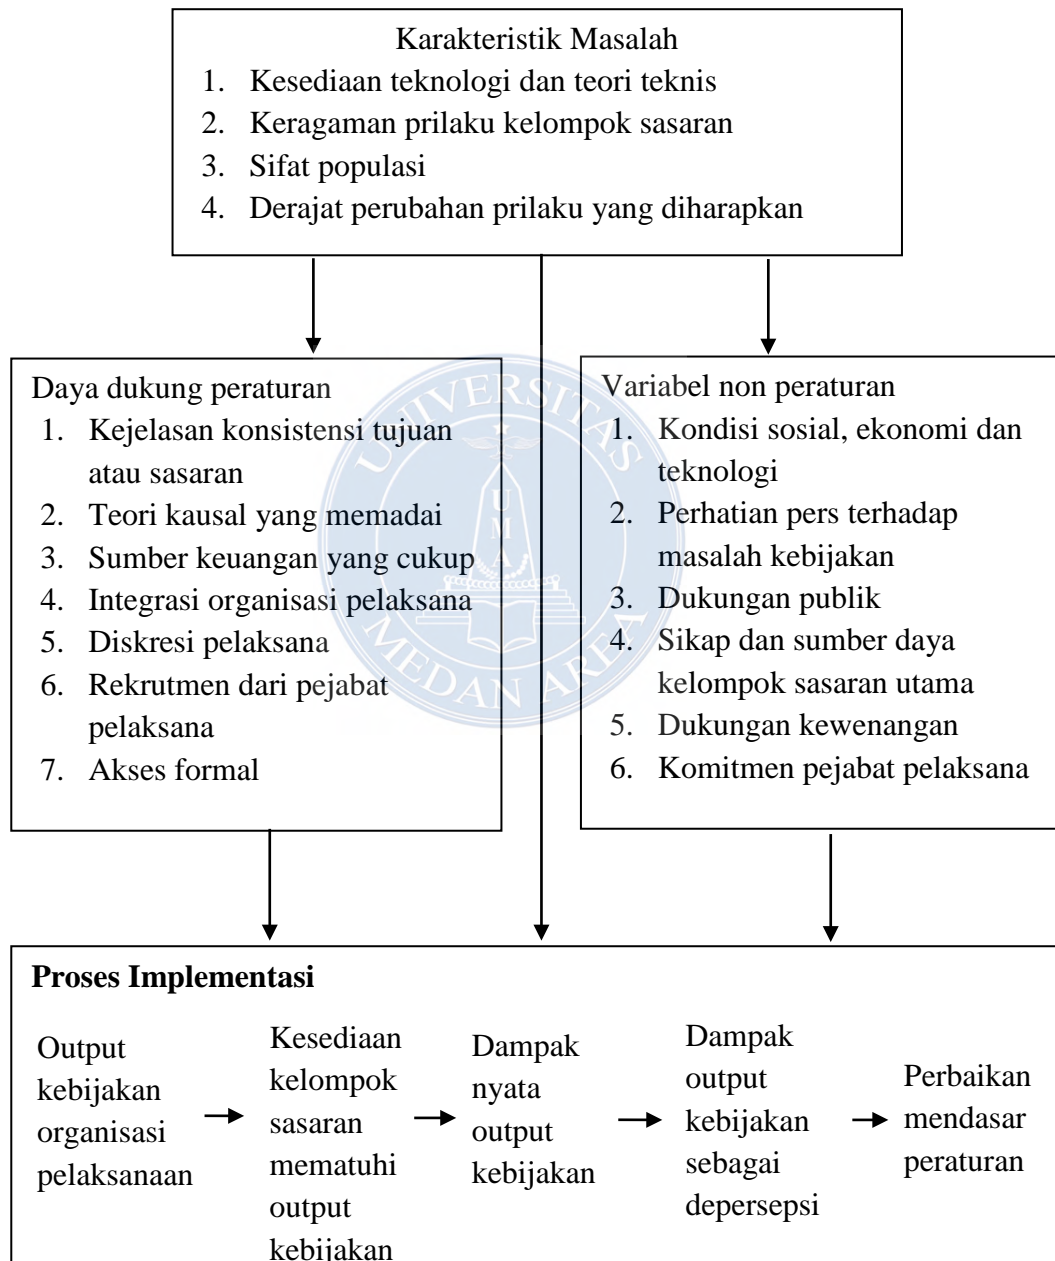 Karakteristik Masalah
1. Kesediaan teknologi dan teori teknis
2. Keragaman prilaku kelompok sasaran
3. Sifat populasi
4. Derajat perubahan prilaku yang diharapkan
Daya dukung peraturan
1. Kejelasan konsistensi tujuan
atau sasaran
2. Teori kausal yang memadai
3. Sumber keuangan yang cukup
4. Integrasi organisasi pelaksana
5. Diskresi pelaksana
6. Rekrutmen dari pejabat
pelaksana
7. Akses formal
Variabel non peraturan
1. Kondisi sosial, ekonomi dan
teknologi
2. Perhatian pers terhadap
masalah kebijakan
3. Dukungan publik
4. Sikap dan sumber daya
kelompok sasaran utama
5. Dukungan kewenangan
6. Komitmen pejabat pelaksana
UNIVERSITAS
UMA
MEDAN AREA
Proses Implementasi
Output
kebijakan
organisasi
pelaksanaan
Kesediaan
kelompok
sasaran
mematuhi
output
kebijakan
Dampak
nyata
output
kebijakan
Dampak
output
kebijakan
sebagai
depersepsi
Perbaikan
mendasar
peraturan